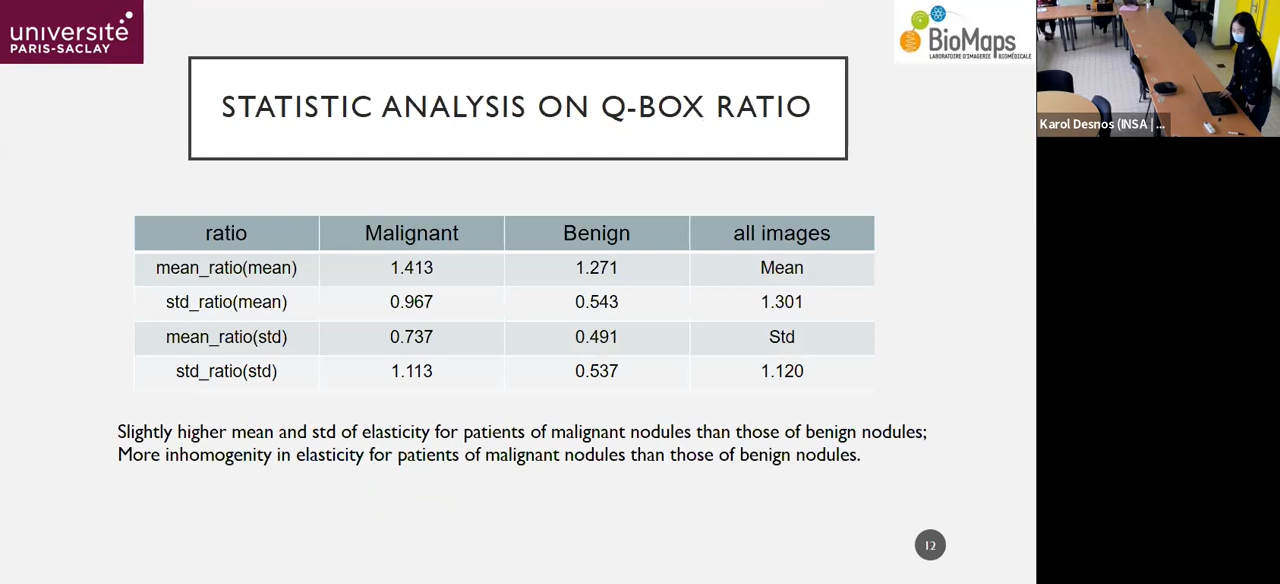 université
PARIS-SACLAY
BioMaps
LABORATOIRE D'IMAGERIE BIOMÉDICALE
Karol Desnos (INSA | ...
STATISTIC ANALYSIS ON Q-BOX RATIO
ratio Malignant Benign all images
mean_ratio(mean) 1.413 1.271 Mean
std_ratio(mean) 0.967 0.543 1.301
mean_ratio(std) 0.737 0.491 Std
std_ratio(std) 1.113 0.537 1.120
Slightly higher mean and std of elasticity for patients of malignant nodules than those of benign nodules;
More inhomogenity in elasticity for patients of malignant nodules than those of benign nodules.
12